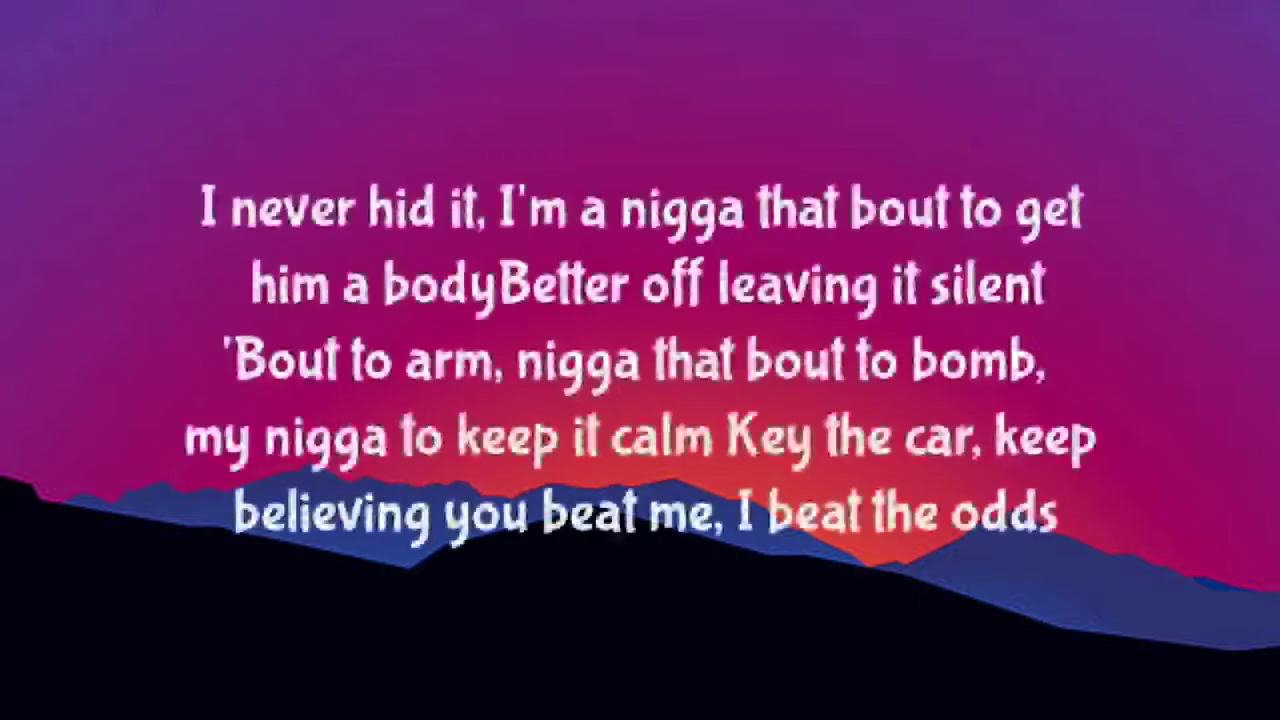 I never hid it, I'm a nigga that bout to get
him a bodyBetter off leaving it silent
'Bout to arm, nigga that bout to bomb,
my nigga to keep it calm Key the car, keep
believing you beat me, I beat the odds